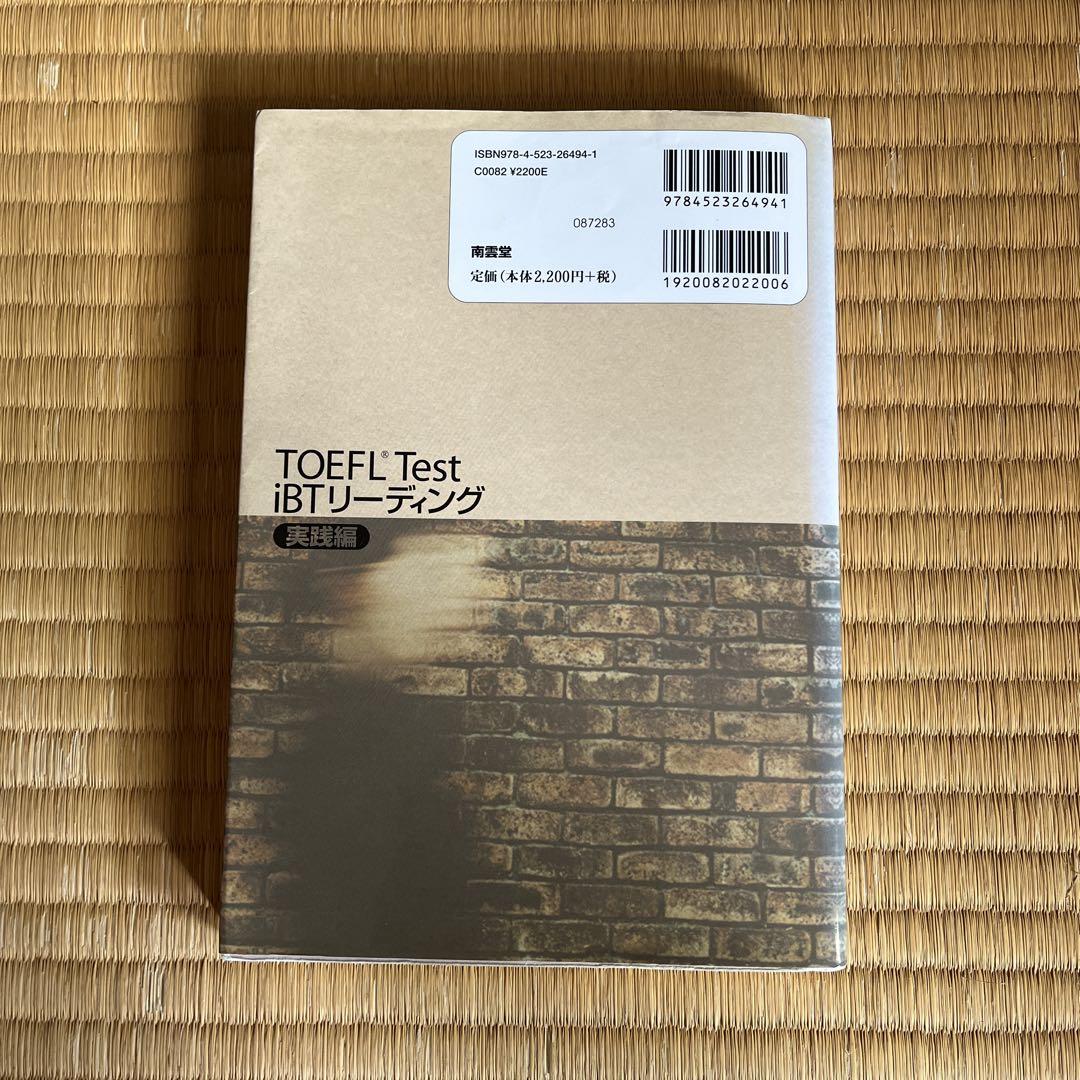 ISBN978-4-523-26494-1
C0082 ¥2200E
9784523264941
087283
南雲堂
定価(本体2,200円+税)
1920082022006
TOEFL® Test
iBTリーディング
実践編